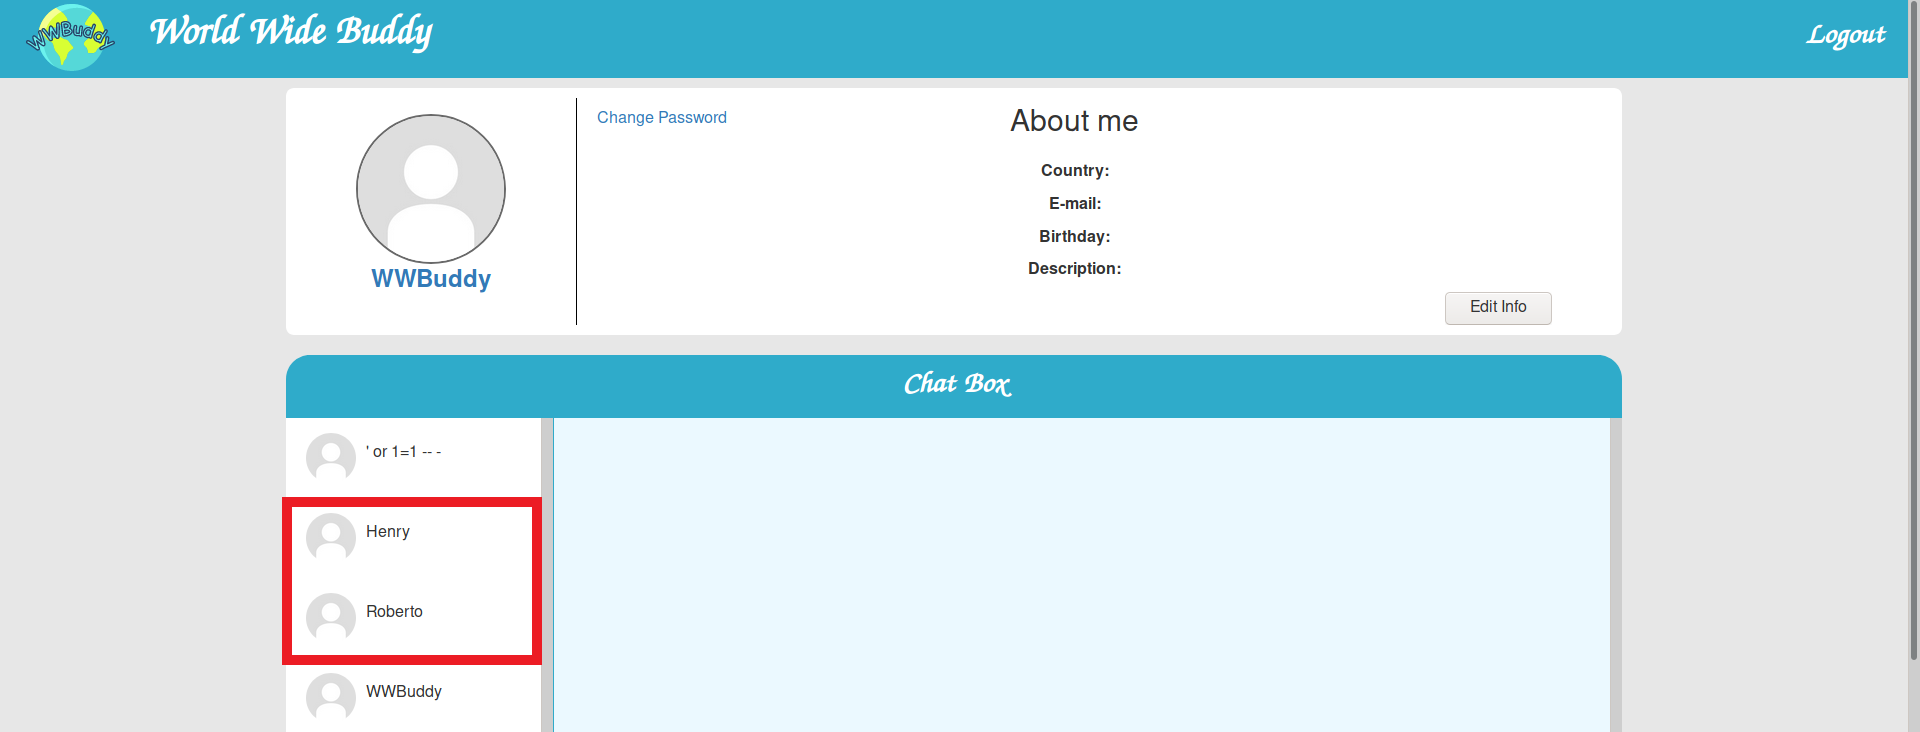 WWBuddy
World Wide Buddy
Logout
WWBuddy
Change Password
About me
Country:
E-mail:
Birthday:
Description:
Edit Info
Chat Box
' or 1=1 -- -
Henry
Roberto
WWBuddy